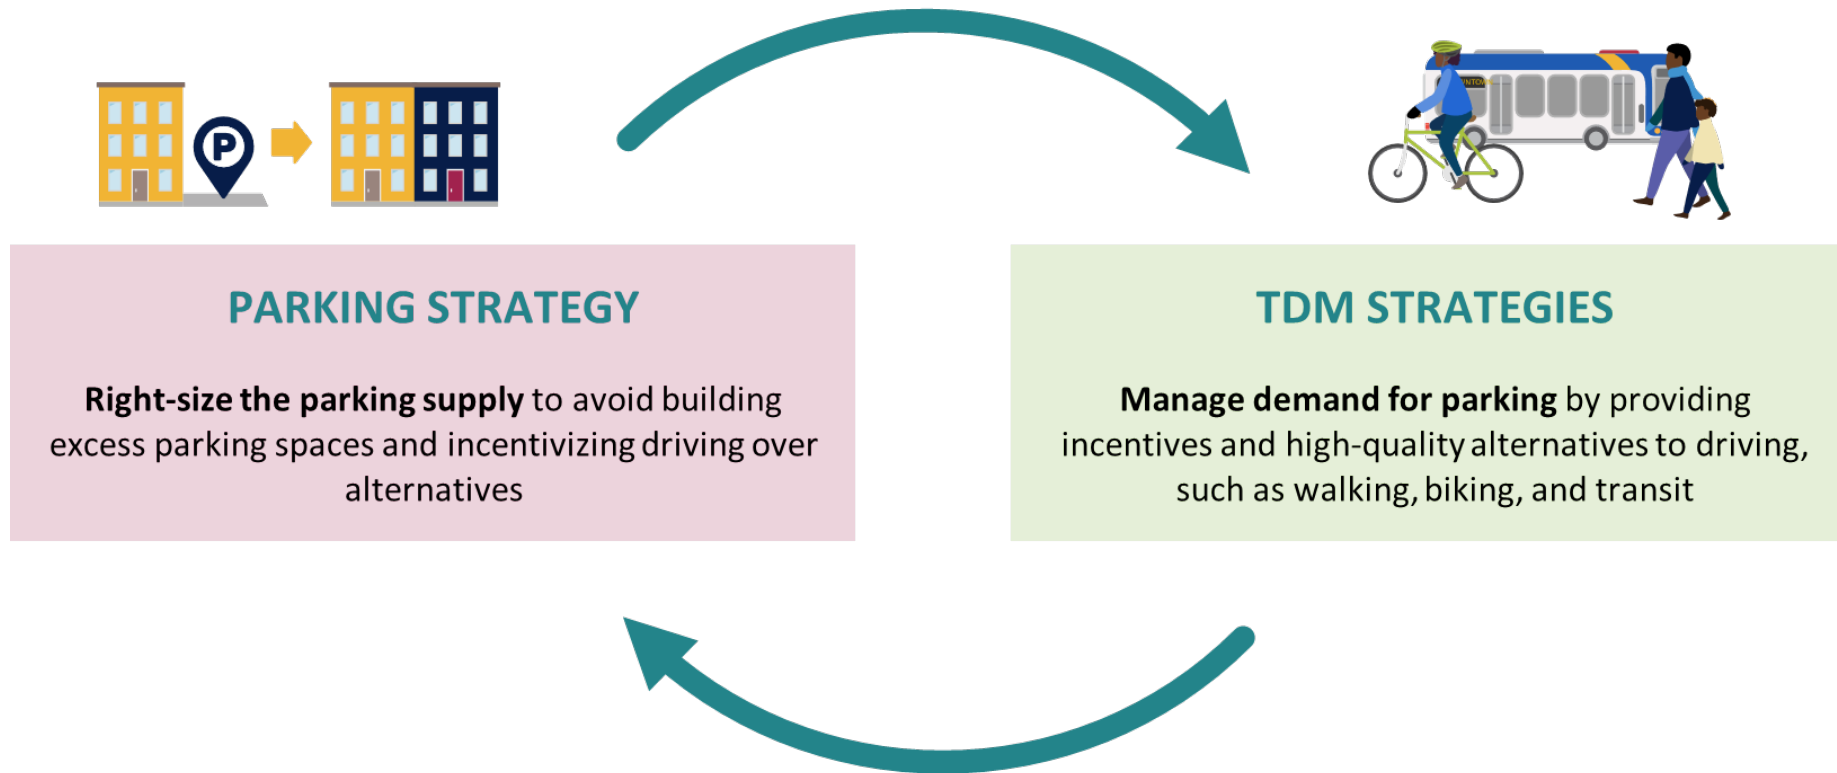 P
PARKING STRATEGY
Right-size the parking supply to avoid building
excess parking spaces and incentivizing driving over
alternatives
TDM STRATEGIES
Manage demand for parking by providing
incentives and high-quality alternatives to driving,
such as walking, biking, and transit